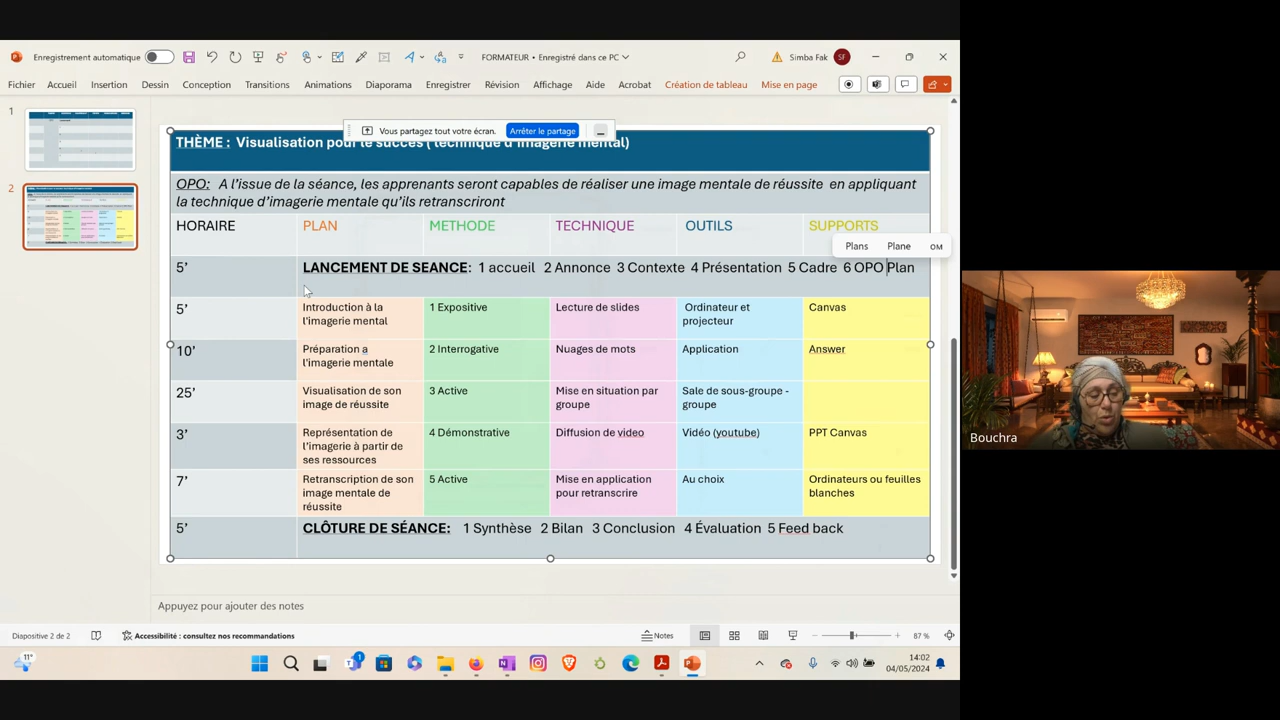 Enregistrement automatique
FORMATEUR • Enregistré dans ce PC
Simba Fak
SF
Fichier Accueil Insertion Dessin Conception Transitions Animations Diaporama Enregistrer Révision Affichage Aide Acrobat Création de tableau Mise en page
1
2
Vous partagez tout votre écran. Arrêter le partage
THÈME : Visualisation pour le succès ( technique d'imagerie mental)
OPO: A l'issue de la séance, les apprenants seront capables de réaliser une image mentale de réussite en appliquant
la technique d'imagerie mentale qu'ils retranscriront
HORAIRE PLAN METHODE TECHNIQUE OUTILS SUPPORTS
Plans Plane OM
5' LANCEMENT DE SEANCE: 1 accueil 2 Annonce 3 Contexte 4 Présentation 5 Cadre 6 OPO Plan
5'
Introduction à la
l'imagerie mental
1 Expositive
Lecture de slides
Ordinateur et
projecteur
Canvas
10'
Préparation a
l'imagerie mentale
2 Interrogative
Nuages de mots
Application
Answer
25'
Visualisation de son
image de réussite
3 Active
Mise en situation par
groupe
Sale de sous-groupe -
groupe
3'
Représentation de
l'imagerie à partir de
ses ressources
4 Démonstrative
Diffusion de video
Vidéo (youtube)
PPT Canvas
7'
Retranscription de son
image mentale de
réussite
5 Active
Mise en application
pour retranscrire
Au choix
Ordinateurs ou feuilles
blanches
5' CLÔTURE DE SÉANCE: 1 Synthèse 2 Bilan 3 Conclusion 4 Évaluation 5 Feed back
Appuyez pour ajouter des notes
Diapositive 2 de 2
Accessibilité : consultez nos recommandations
Notes
87 %
11°
1
14:02
04/05/2024
Bouchra